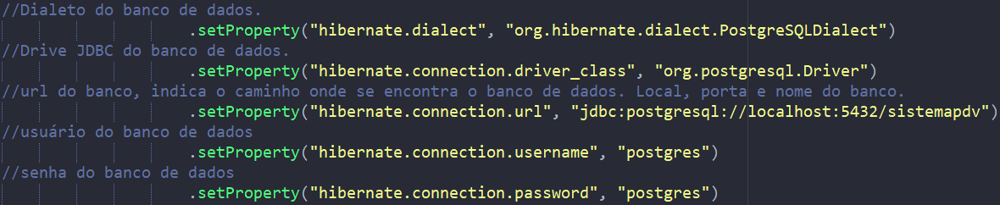 //Dialeto do banco de dados.
.setProperty("hibernate.dialect", "org.hibernate.dialect.PostgreSQLDialect")
//Drive JDBC do banco de dados.
.setProperty("hibernate.connection.driver_class", "org.postgresql.Driver")
//url do banco, indica o caminho onde se encontra o banco de dados. Local, porta e nome do banco.
.setProperty("hibernate.connection.url", "jdbc:postgresql://localhost:5432/sistemapdv")
//usuário do banco de dados
.setProperty("hibernate.connection.username", "postgres")
//senha do banco de dados
.setProperty("hibernate.connection.password", "postgres")